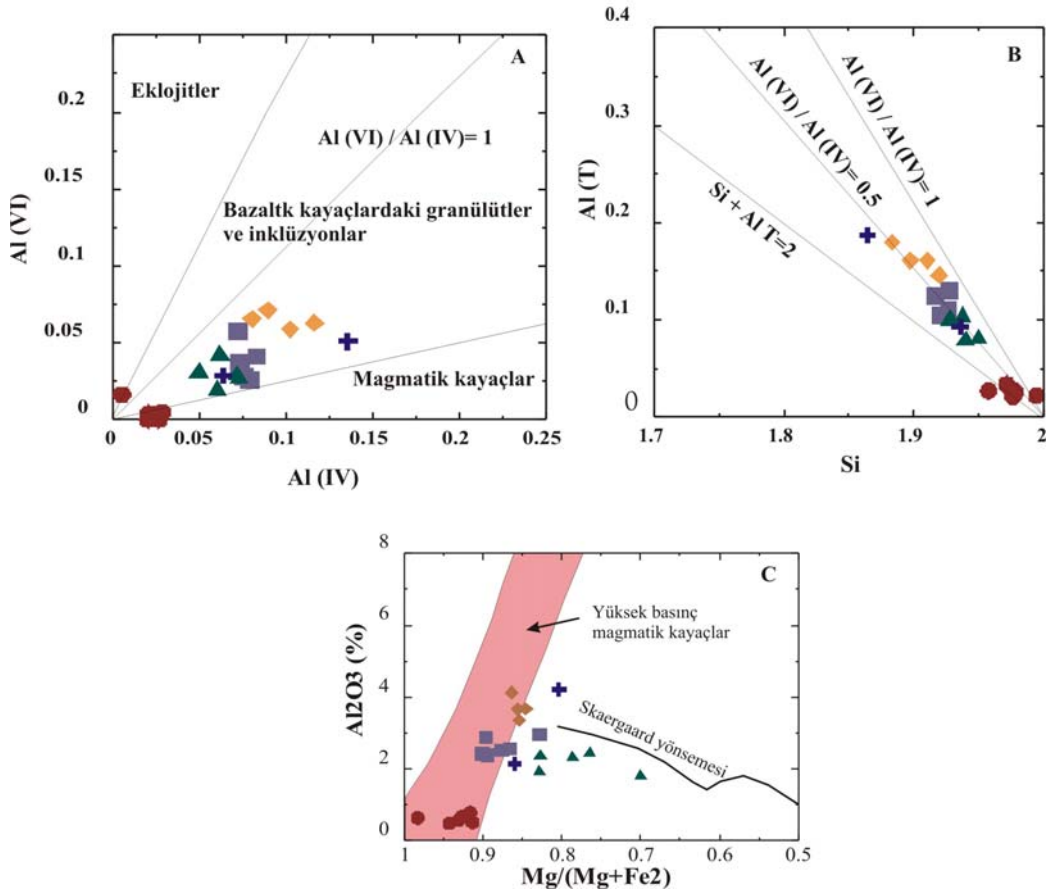 A
0.2
0.15
0.1
0.05
0
0
0.05
0.1
0.15
0.2
0.25
Al (VI)
Al (IV)
Eklojitler
Al (VI) / Al (IV)= 1
Bazaltk kayaçlardaki granülütler
ve inklüzyonlar
Magmatik kayaçlar
B
0.4
0.3
0.2
0.1
0
1.7
1.8
1.9
2
Al (T)
Si
Al (VI) / Al (IV)= 1
Al (VI) / Al (IV)= 0.5
Si + Al T=2
C
8
6
4
2
0
1
0.9
0.8
0.7
0.6
0.5
Al2O3 (%)
Mg/(Mg+Fe2)
Yüksek basınç
magmatik kayaçlar
Skaergaard yönsemesi